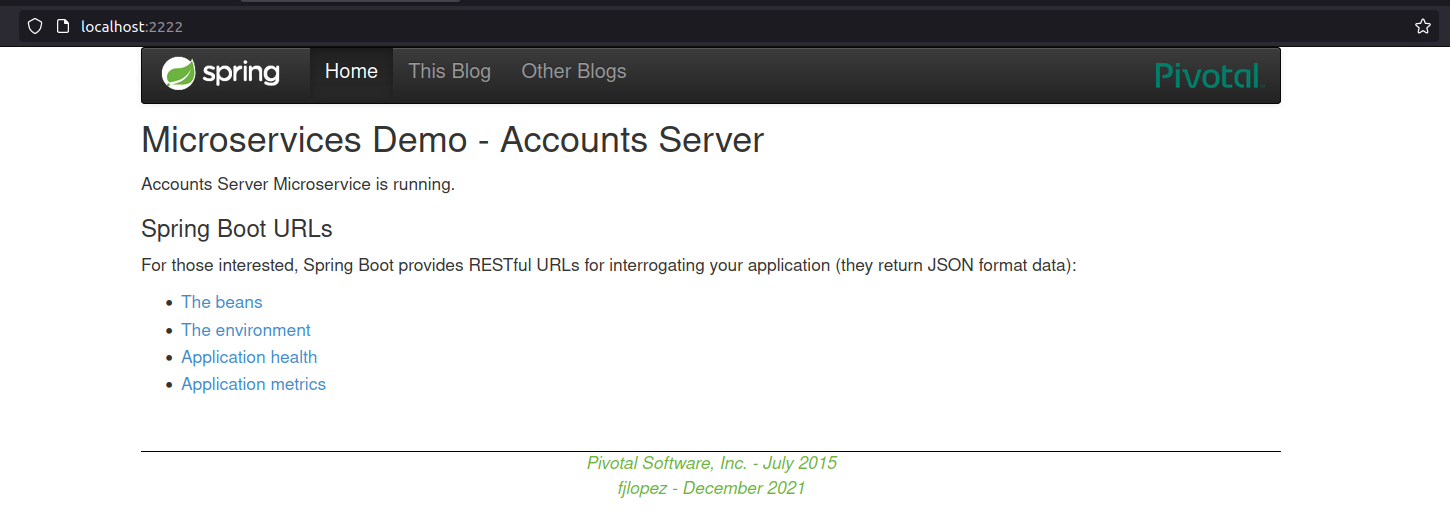 localhost:2222
spring Home This Blog Other Blogs Pivotal
Microservices Demo - Accounts Server
Accounts Server Microservice is running.
Spring Boot URLs
For those interested, Spring Boot provides RESTful URLs for interrogating your application (they return JSON format data):
The beans
The environment
Application health
Application metrics
Pivotal Software, Inc. - July 2015
fjlopez - December 2021